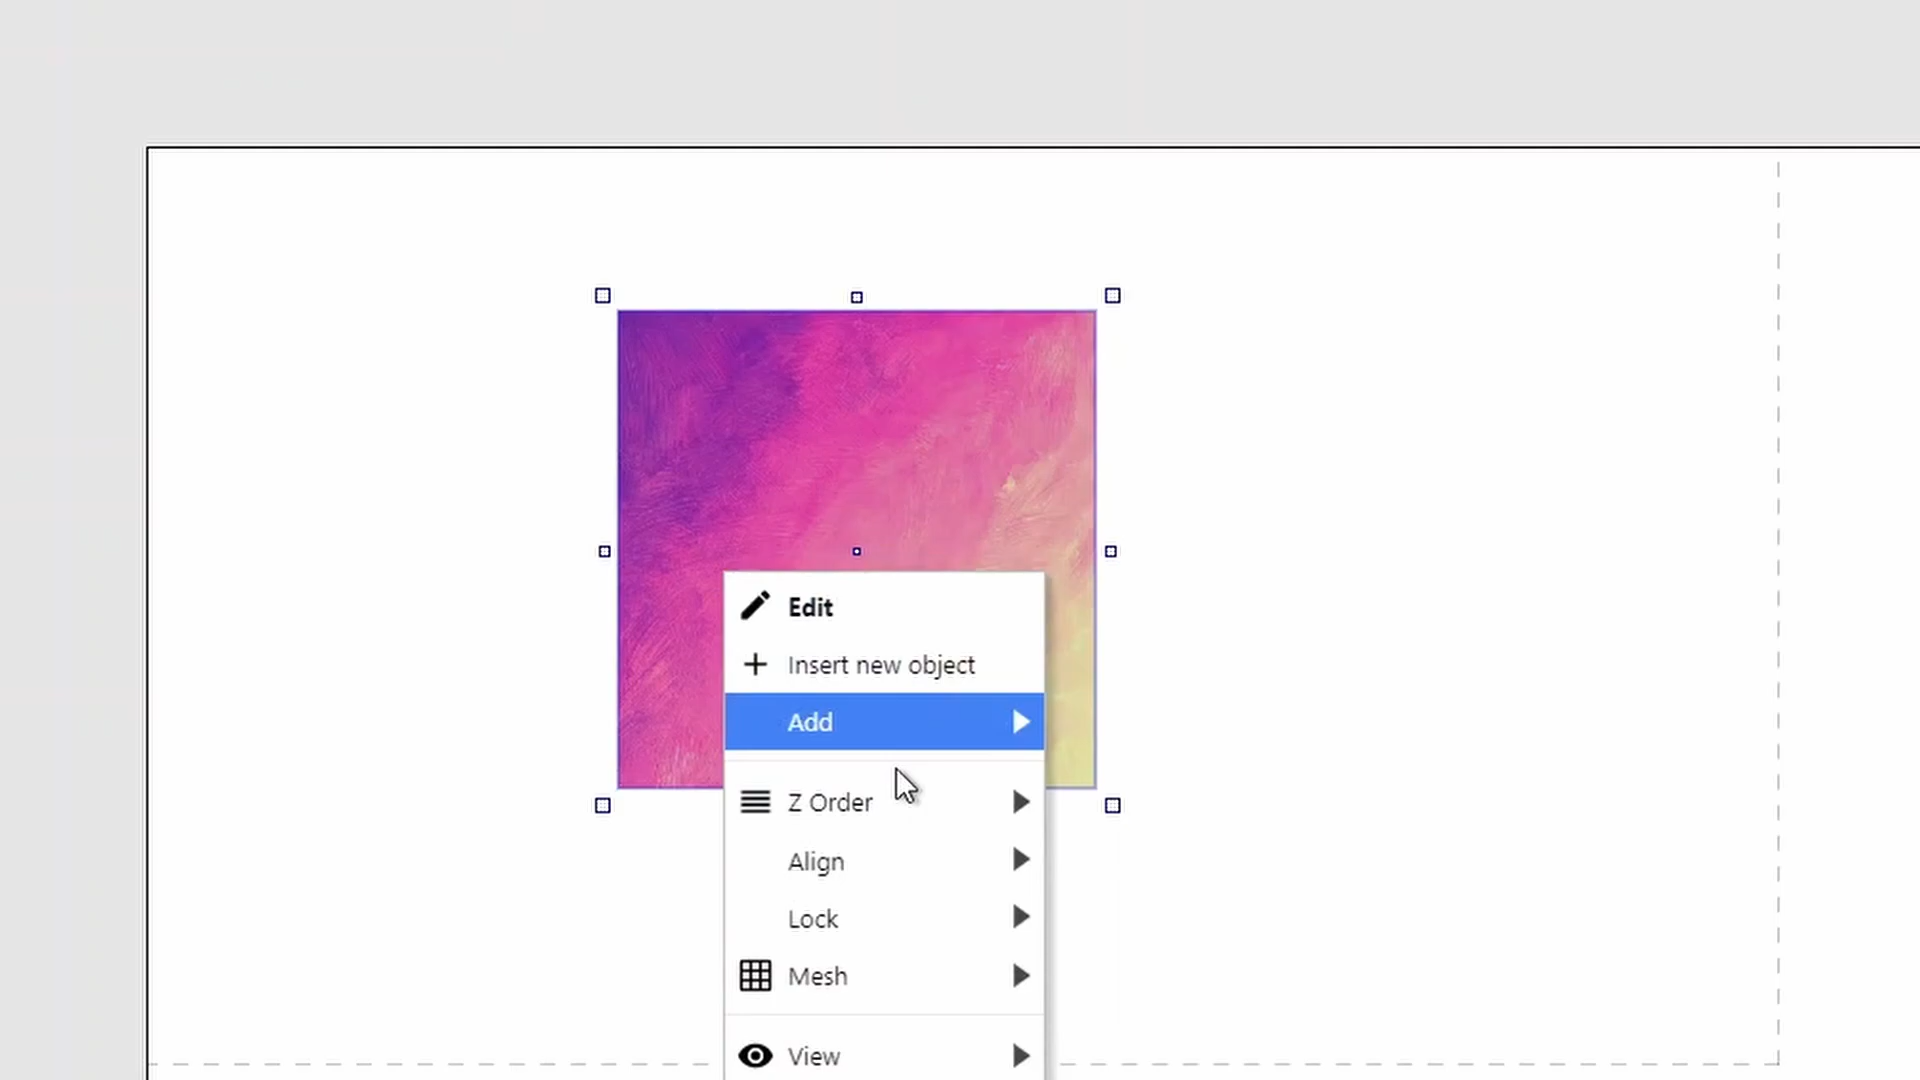 Edit
Insert new object
Add
Z Order
Align
Lock
Mesh
View